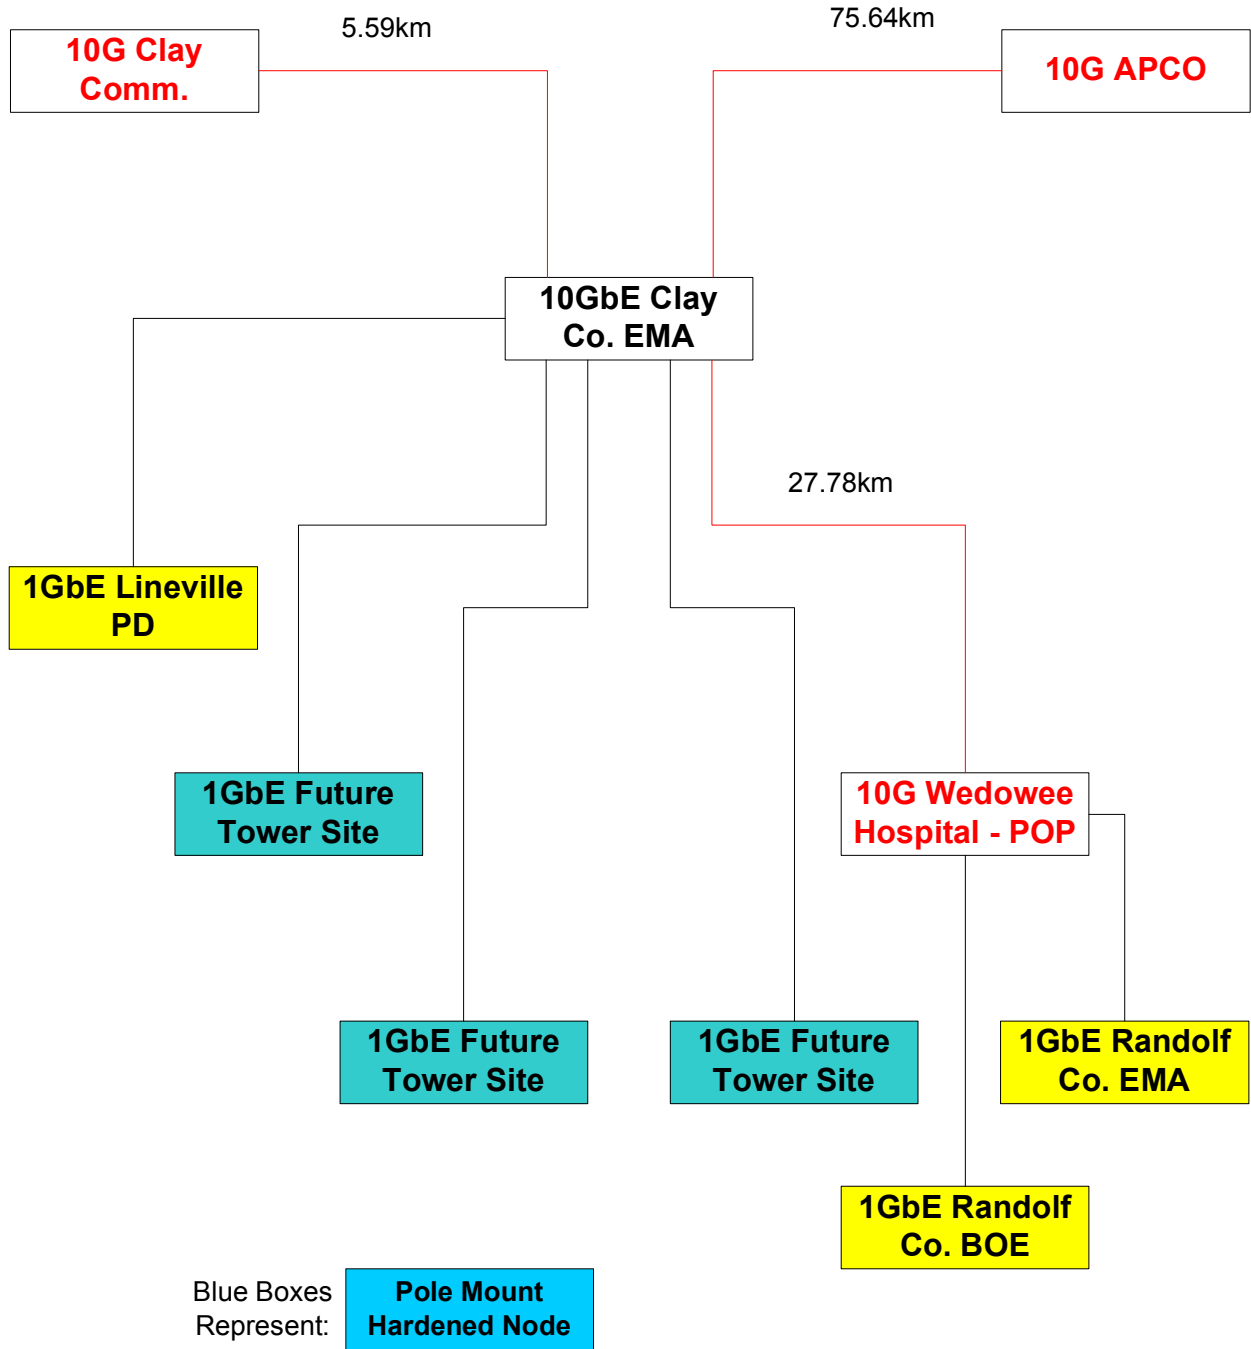 5.59km
75.64km
10G Clay
Comm.
10G APCO
10GbE Clay
Co. EMA
27.78km
1GbE Lineville
PD
1GbE Future
Tower Site
10G Wedowee
Hospital - POP
1GbE Future
Tower Site
1GbE Future
Tower Site
1GbE Randolf
Co. EMA
1GbE Randolf
Co. BOE
Blue Boxes
Represent:
Pole Mount
Hardened Node